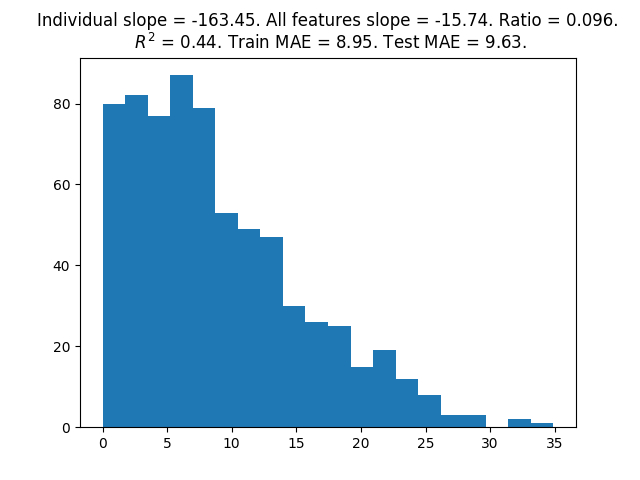 Individual slope = -163.45. All features slope = -15.74. Ratio = 0.096.
R² = 0.44. Train MAE = 8.95. Test MAE = 9.63.
80
60
40
20
0
0 5 10 15 20 25 30 35